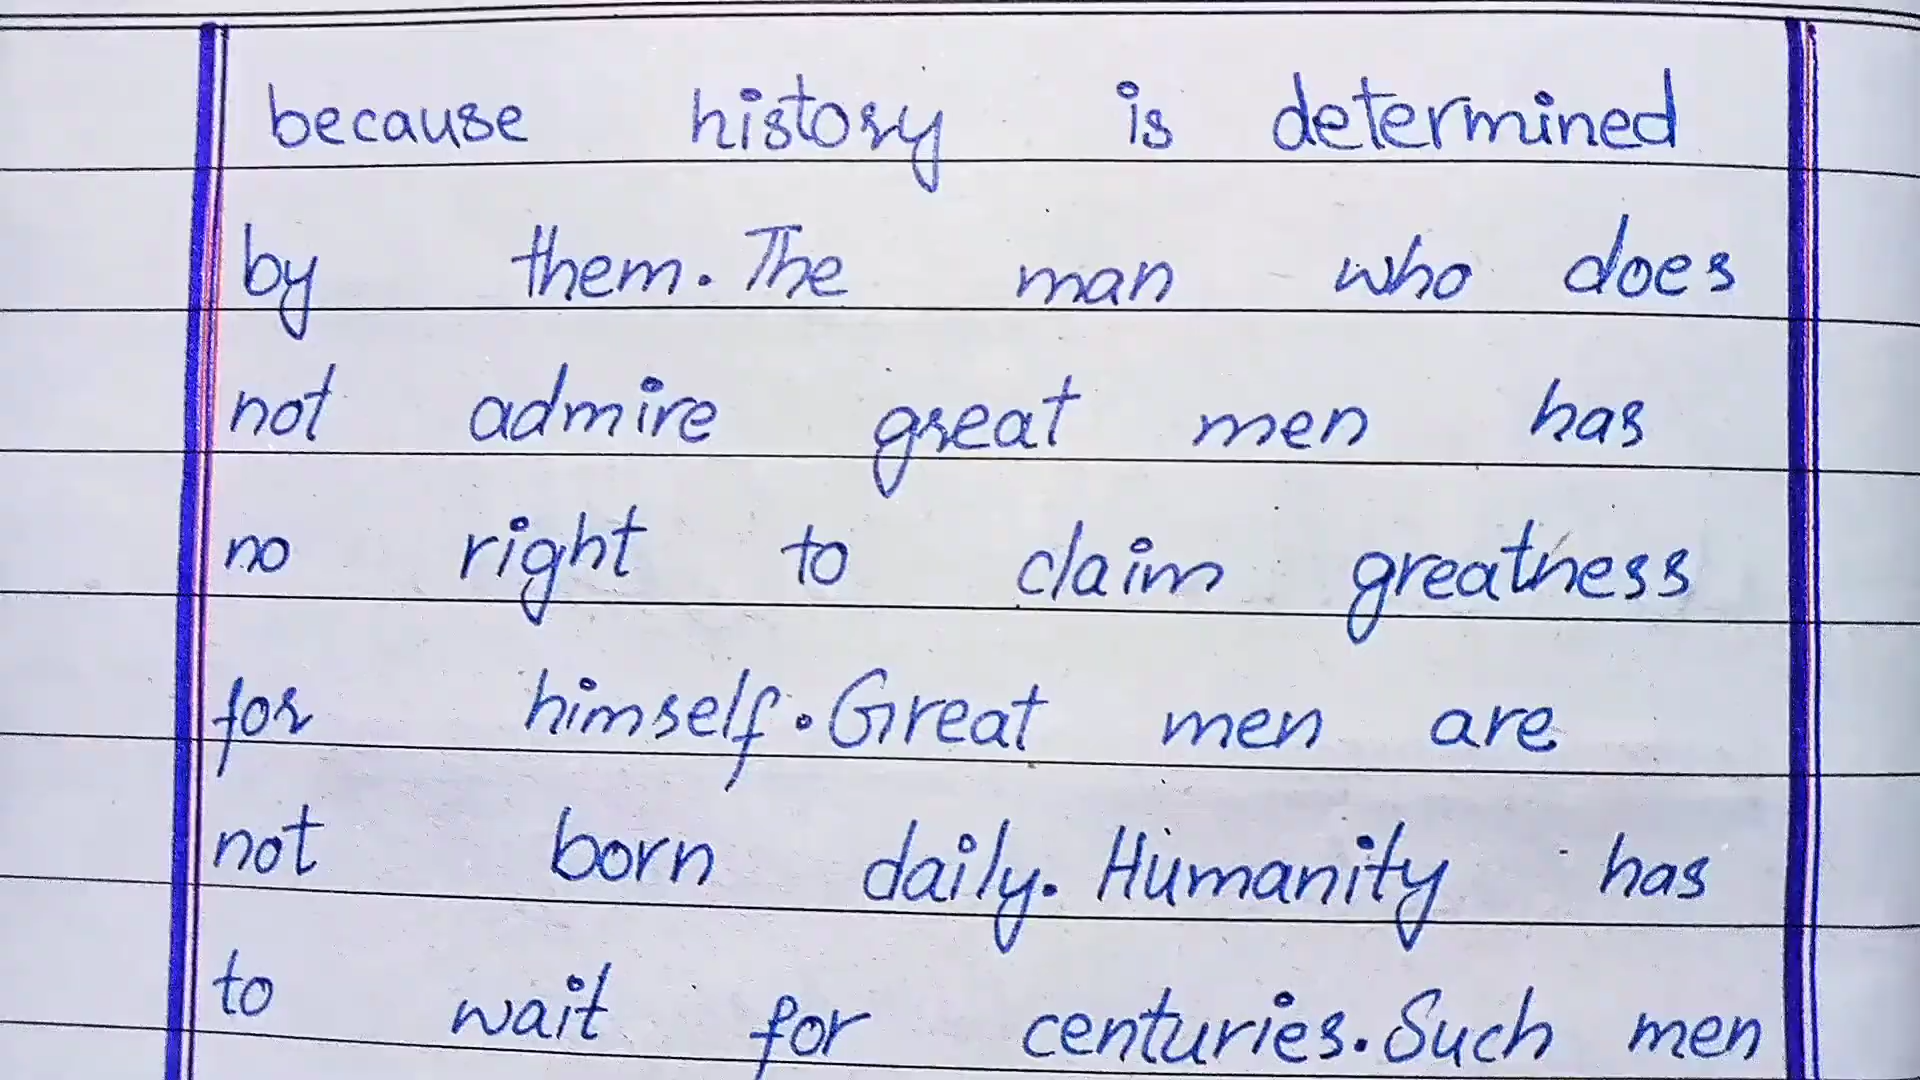 because history is determined
by them. The man who does
not admire great men has
no right to claim greatness
for himself. Great men are
not born daily. Humanity has
to wait for centuries. Such men